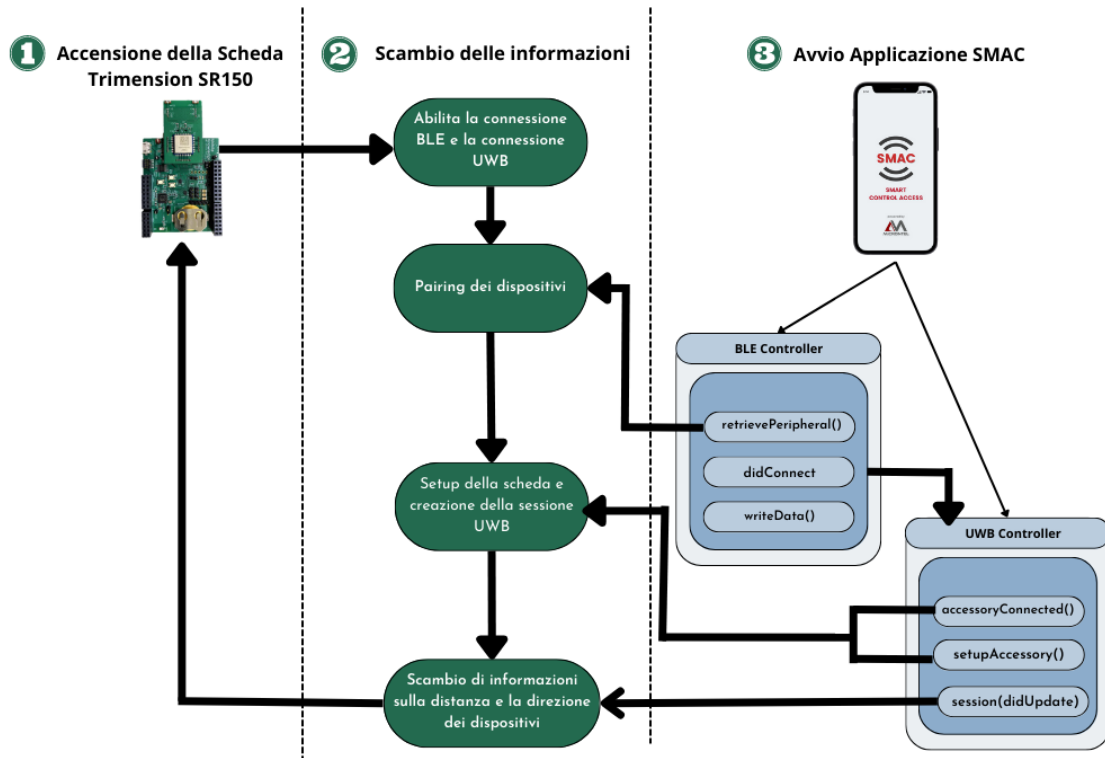 1
Accensione della Scheda
Trimension SR150
2
Scambio delle informazioni
3
Avvio Applicazione SMAC
Abilita la connessione
BLE e la connessione
UWB
Pairing dei dispositivi
Setup della scheda e
creazione della sessione
UWB
Scambio di informazioni
sulla distanza e la direzione
dei dispositivi
SMAC
SMART
CONTROL ACCESS
BLE Controller
retrievePeripheral()
didConnect
writeData()
UWB Controller
accessoryConnected()
setupAccessory()
session(didUpdate)